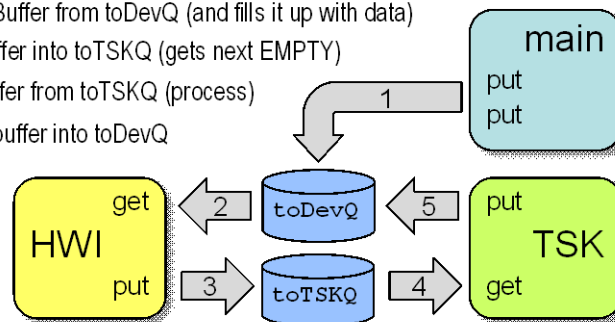 Buffer from toDevQ (and fills it up with data)
ffer into toTSKQ (gets next EMPTY)
fer from toTSKQ (process)
buffer into toDevQ
main
put
put
1
get
2
toDevQ
5
put
HWI
TSK
put
3
toTSKQ
4
get